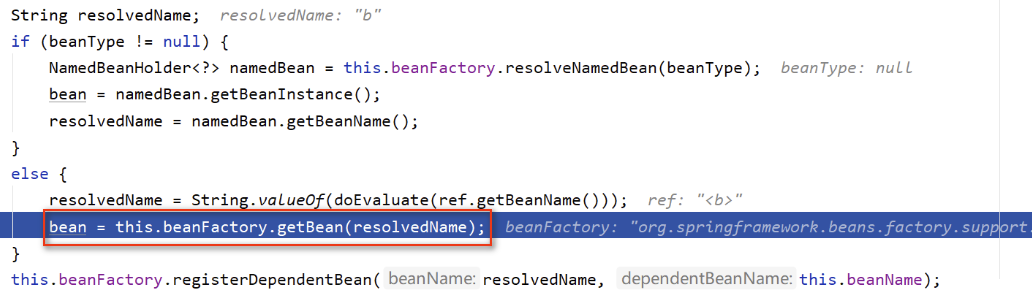 String resolvedName;  resolvedName: "b"
if (beanType != null) {
NamedBeanHolder<?> namedBean = this.beanFactory.resolveNamedBean(beanType);  beanType: null
bean = namedBean.getBeanInstance();
resolvedName = namedBean.getBeanName();
}
else {
resolvedName = String.valueOf(doEvaluate(ref.getBeanName()));  ref: "<b>"
bean = this.beanFactory.getBean(resolvedName);  beanFactory: "org.springframework.beans.factory.support.
}
this.beanFactory.registerDependentBean( beanName: resolvedName,  dependentBeanName: this.beanName);